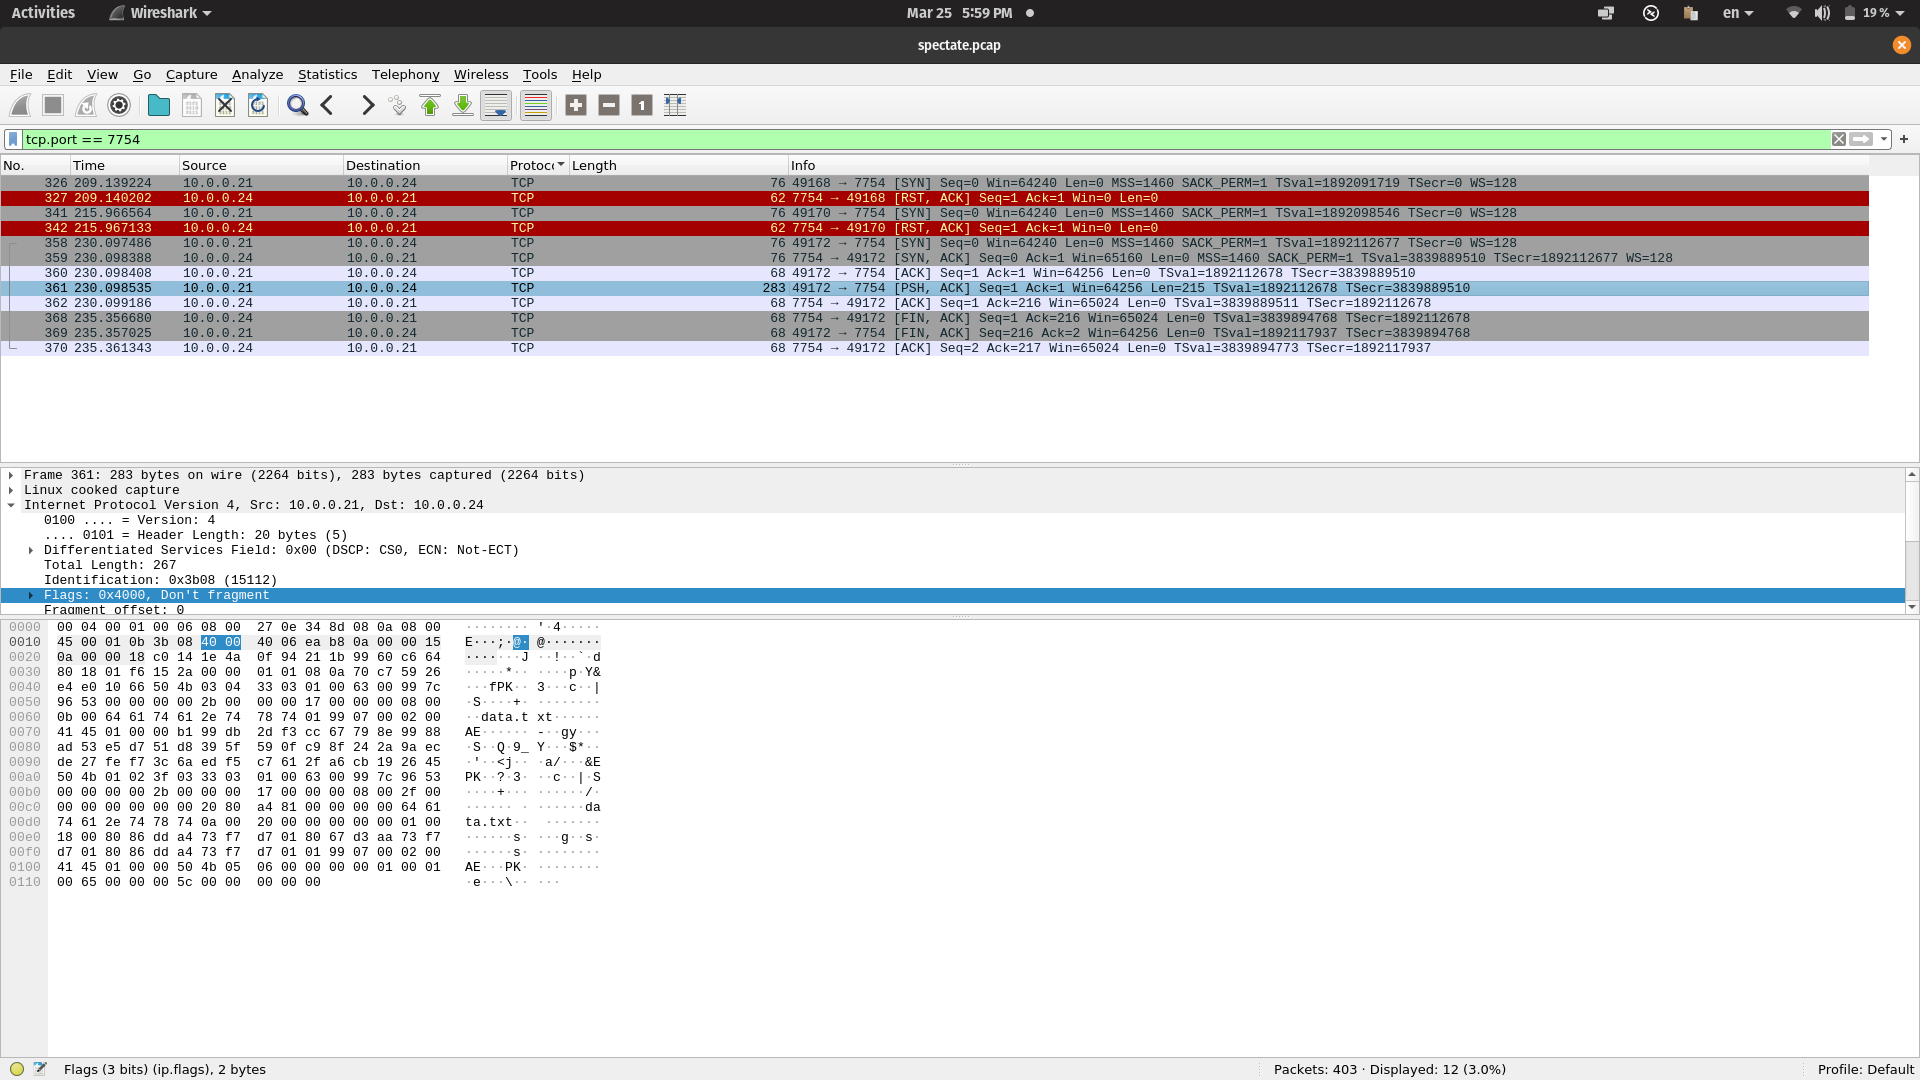 Activities Wireshark Mar 25 5:59 PM en 19 %
spectate.pcap
File Edit View Go Capture Analyze Statistics Telephony Wireless Tools Help
tcp.port == 7754
No. Time Source Destination Protoc Length Info
326 209.139224 10.0.0.21 10.0.0.24 TCP 76 49168 → 7754 [SYN] Seq=0 Win=64240 Len=0 MSS=1460 SACK_PERM=1 TSval=1892091719 TSecr=0 WS=128
327 209.140202 10.0.0.24 10.0.0.21 TCP 62 7754 → 49168 [RST, ACK] Seq=1 Ack=1 Win=0 Len=0
341 215.966564 10.0.0.21 10.0.0.24 TCP 76 49170 → 7754 [SYN] Seq=0 Win=64240 Len=0 MSS=1460 SACK_PERM=1 TSval=1892098546 TSecr=0 WS=128
342 215.967133 10.0.0.24 10.0.0.21 TCP 62 7754 → 49170 [RST, ACK] Seq=1 Ack=1 Win=0 Len=0
358 230.097486 10.0.0.21 10.0.0.24 TCP 76 49172 → 7754 [SYN] Seq=0 Win=64240 Len=0 MSS=1460 SACK_PERM=1 TSval=1892112677 TSecr=0 WS=128
359 230.098388 10.0.0.24 10.0.0.21 TCP 76 7754 → 49172 [SYN, ACK] Seq=0 Ack=1 Win=65160 Len=0 MSS=1460 SACK_PERM=1 TSval=3839889510 TSecr=1892112677 WS=128
360 230.098408 10.0.0.21 10.0.0.24 TCP 68 49172 → 7754 [ACK] Seq=1 Ack=1 Win=64256 Len=0 TSval=1892112678 TSecr=3839889510
361 230.098535 10.0.0.21 10.0.0.24 TCP 283 49172 → 7754 [PSH, ACK] Seq=1 Ack=1 Win=64256 Len=215 TSval=1892112678 TSecr=3839889510
362 230.099186 10.0.0.24 10.0.0.21 TCP 68 7754 → 49172 [ACK] Seq=1 Ack=216 Win=65024 Len=0 TSval=3839889511 TSecr=1892112678
368 235.356680 10.0.0.24 10.0.0.21 TCP 68 7754 → 49172 [FIN, ACK] Seq=1 Ack=216 Win=65024 Len=0 TSval=3839894768 TSecr=1892112678
369 235.357025 10.0.0.21 10.0.0.24 TCP 68 49172 → 7754 [FIN, ACK] Seq=216 Ack=2 Win=64256 Len=0 TSval=1892117937 TSecr=3839894768
370 235.361343 10.0.0.24 10.0.0.21 TCP 68 7754 → 49172 [ACK] Seq=2 Ack=217 Win=65024 Len=0 TSval=3839894773 TSecr=1892117937
Frame 361: 283 bytes on wire (2264 bits), 283 bytes captured (2264 bits)
Linux cooked capture
Internet Protocol Version 4, Src: 10.0.0.21, Dst: 10.0.0.24
0100 .... = Version: 4
.... 0101 = Header Length: 20 bytes (5)
Differentiated Services Field: 0x00 (DSCP: CS0, ECN: Not-ECT)
Total Length: 267
Identification: 0x3b08 (15112)
Flags: 0x4000, Don't fragment
Fragment offset: 0
0000 00 04 00 01 00 06 08 00 27 0e 34 8d 08 0a 08 00 ········ '·4·····
0010 45 00 01 0b 3b 08 40 00 40 06 ea b8 0a 00 00 15 E···;·@· @·······
0020 0a 00 00 18 c0 14 1e 4a 0f 94 21 1b 99 60 c6 64 ·······J ··!··`·d
0030 80 18 01 f6 15 2a 00 00 01 01 08 0a 70 c7 59 26 ·····*·· ····p·Y&
0040 e4 e0 10 66 50 4b 03 04 33 03 01 00 63 00 99 7c ···fPK·· 3···c··|
0050 96 53 00 00 00 00 2b 00 00 00 17 00 00 00 08 00 ·S····+· ········
0060 0b 00 64 61 74 61 2e 74 78 74 01 99 07 00 02 00 ··data.t xt······
0070 41 45 01 00 00 b1 99 db 2d f3 cc 67 79 8e 99 88 AE······ -··gy···
0080 ad 53 e5 d7 51 d8 39 5f 59 0f c9 8f 24 2a 9a ec ·S··Q·9_ Y···$*··
0090 de 27 fe f7 3c 6a ed f5 c7 61 2f a6 cb 19 26 45 ·'··<j·· ·a/···&E
00a0 50 4b 01 02 3f 03 33 03 01 00 63 00 99 7c 96 53 PK··?·3· ··c··|·S
00b0 00 00 00 00 2b 00 00 00 17 00 00 00 08 00 2f 00 ····+··· ······/·
00c0 00 00 00 00 00 00 20 80 a4 81 00 00 00 00 64 61 ······ · ······da
00d0 74 61 2e 74 78 74 0a 00 20 00 00 00 00 00 01 00 ta.txt·· ·······
00e0 18 00 80 86 dd a4 73 f7 d7 01 80 67 d3 aa 73 f7 ······s· ···g··s·
00f0 d7 01 80 86 dd a4 73 f7 d7 01 01 99 07 00 02 00 ······s· ········
0100 41 45 01 00 00 50 4b 05 06 00 00 00 00 01 00 01 AE···PK· ········
0110 00 65 00 00 00 5c 00 00 00 00 00 ·e···\·· ···
Flags (3 bits) (ip.flags), 2 bytes Packets: 403 · Displayed: 12 (3.0%) Profile: Default